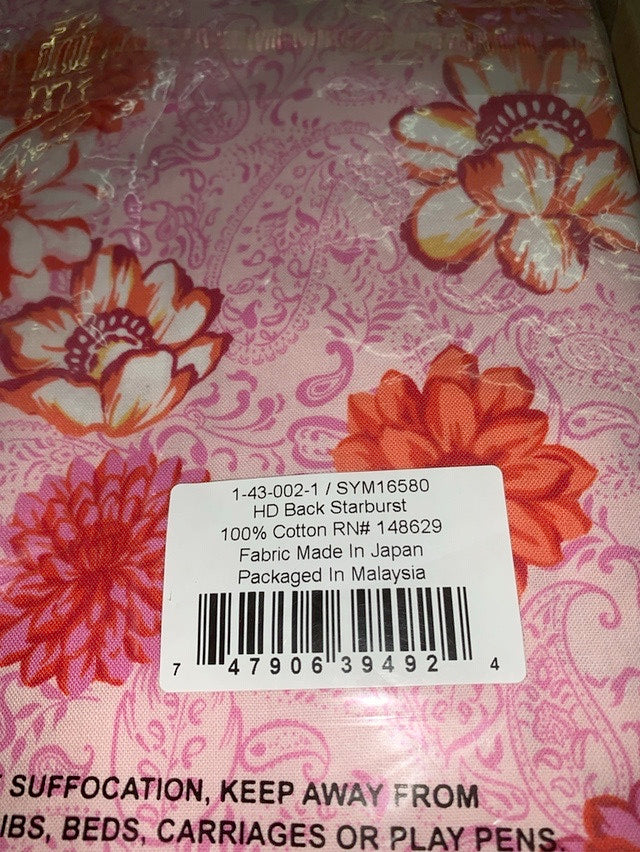 1-43-002-1 / SYM16580
HD Back Starburst
100% Cotton RN# 148629
Fabric Made In Japan
Packaged In Malaysia
7 47906 39492 4
SUFFOCATION, KEEP AWAY FROM
IBS, BEDS, CARRIAGES OR PLAY PENS.